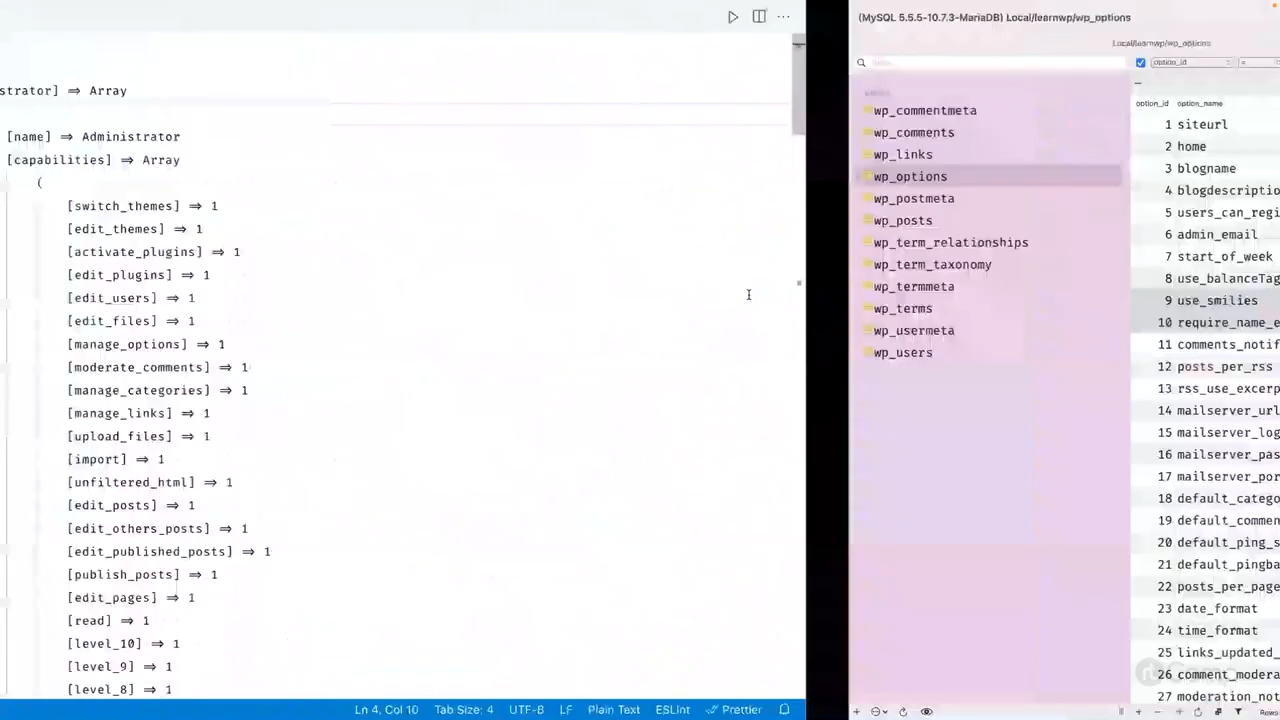 strator] => Array
[name] => Administrator
[capabilities] => Array
(
[switch_themes] => 1
[edit_themes] => 1
[activate_plugins] => 1
[edit_plugins] => 1
[edit_users] => 1
[edit_files] => 1
[manage_options] => 1
[moderate_comments] => 1
[manage_categories] => 1
[manage_links] => 1
[upload_files] => 1
[import] => 1
[unfiltered_html] => 1
[edit_posts] => 1
[edit_others_posts] => 1
[edit_published_posts] => 1
[publish_posts] => 1
[edit_pages] => 1
[read] => 1
[level_10] => 1
[level_9] => 1
[level_8] => 1
Ln 4, Col 10 Tab Size: 4 UTF-8 LF Plain Text ESLint Prettier
(MySQL 5.5.5-10.7.3-MariaDB) Local/learnwp/wp_options
Local/learnwp/wp_options
option_id =
wp_commentmeta
wp_comments
wp_links
wp_options
wp_postmeta
wp_posts
wp_term_relationships
wp_term_taxonomy
wp_termmeta
wp_terms
wp_usermeta
wp_users
option_id option_name
1 siteurl
2 home
3 blogname
4 blogdescriptio
5 users_can_regi
6 admin_email
7 start_of_week
8 use_balanceTag
9 use_smilies
10 require_name_e
11 comments_notif
12 posts_per_rss
13 rss_use_excerp
14 mailserver_url
15 mailserver_log
16 mailserver_pas
17 mailserver_por
18 default_catego
19 default_commen
20 default_ping_s
21 default_pingba
22 posts_per_page
23 date_format
24 time_format
25 links_updated_
26 comment_modera
27 moderation_not
Rows